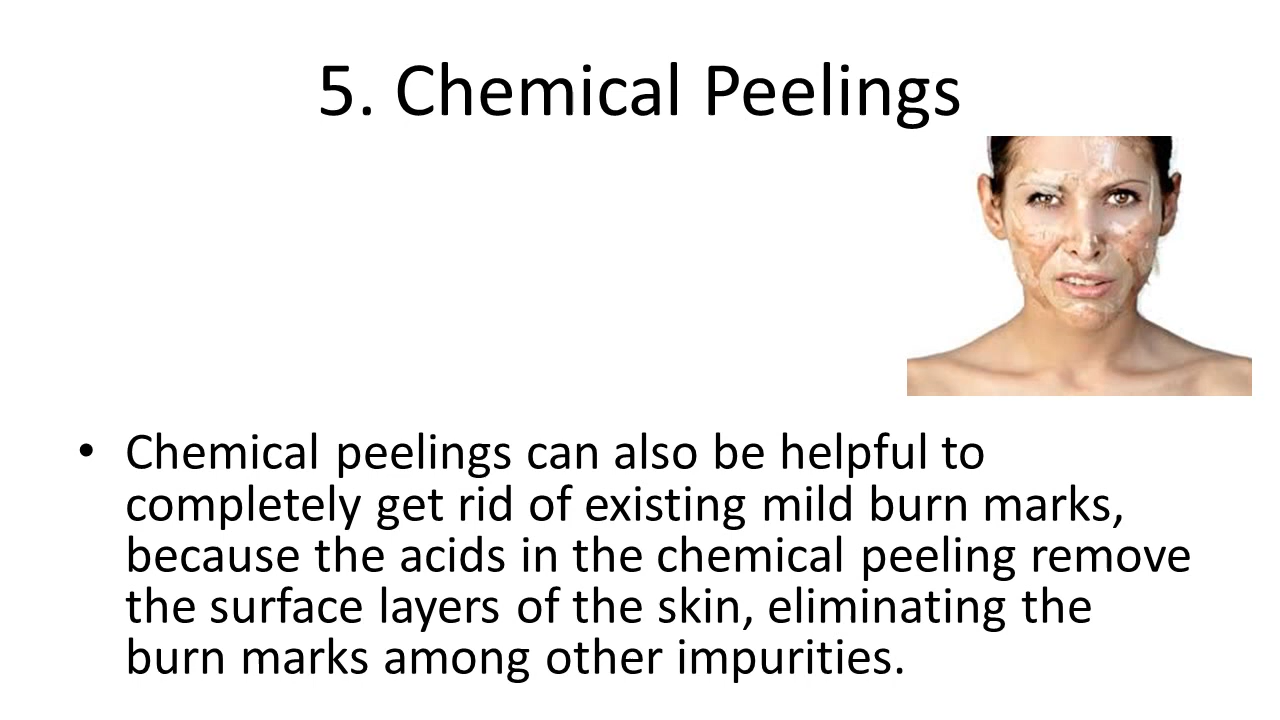 5. Chemical Peelings
• Chemical peelings can also be helpful to
completely get rid of existing mild burn marks,
because the acids in the chemical peeling remove
the surface layers of the skin, eliminating the
burn marks among other impurities.